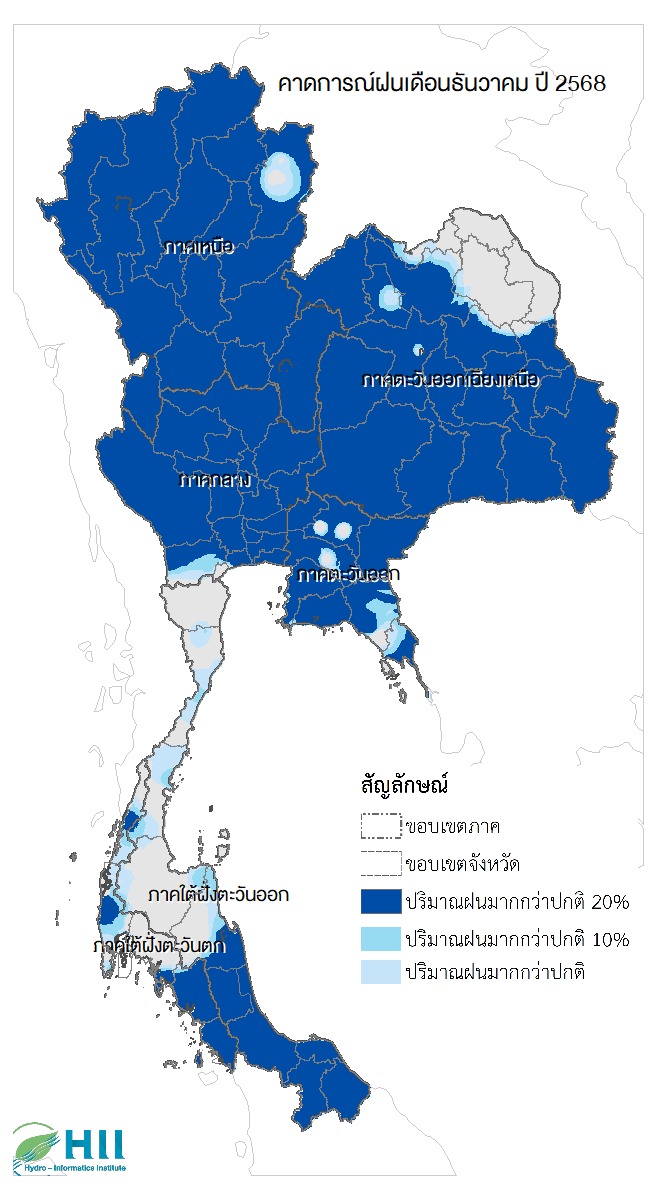 คาดการณ์ฝนเดือนธันวาคม ปี 2568
ภาคเหนือ
ภาคตะวันออกเฉียงเหนือ
ภาคกลาง
ภาคตะวันออก
สัญลักษณ์
ขอบเขตภาค
ขอบเขตจังหวัด
ปริมาณฝนมากกว่าปกติ 20%
ปริมาณฝนมากกว่าปกติ 10%
ปริมาณฝนมากกว่าปกติ
ภาคใต้ฝั่งตะวันออก
ภาคใต้ฝั่งตะวันตก
HII
Hydro – Informatics Institute